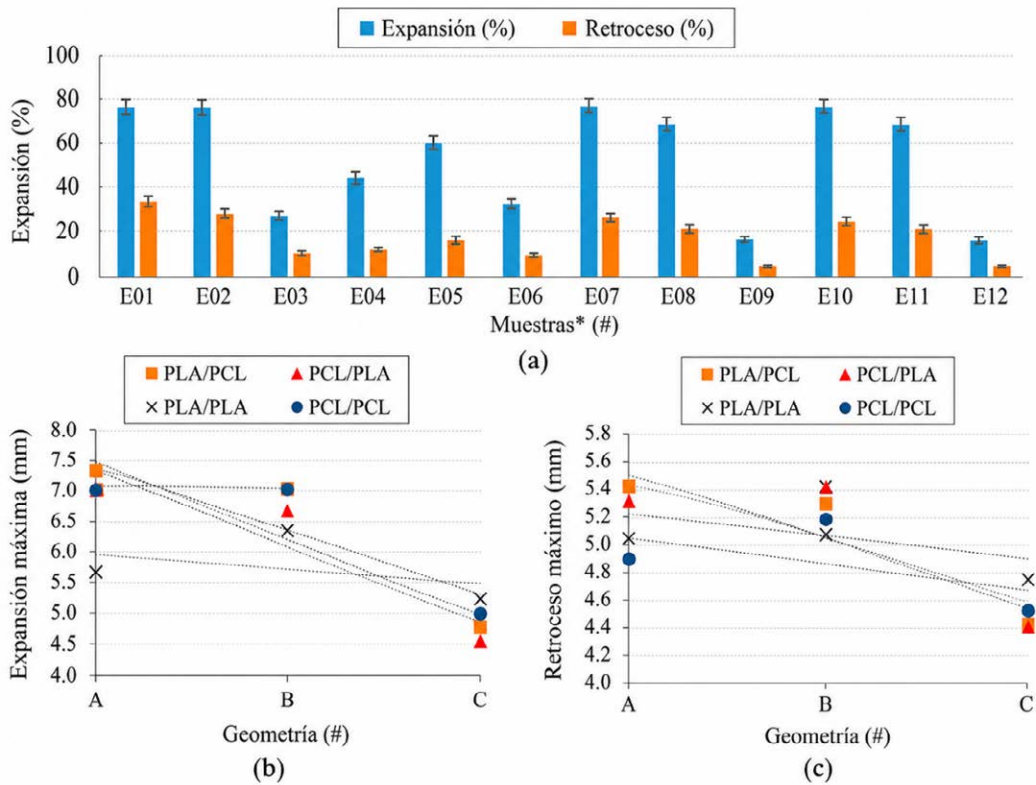 Expansión (%) Retroceso (%)
100
80
60
40
20
0
Expansión (%)
E01 E02 E03 E04 E05 E06 E07 E08 E09 E10 E11 E12
Muestras* (#)
(a)
PLA/PCL PCL/PLA
PLA/PLA PCL/PCL
8.0
7.5
7.0
6.5
6.0
5.5
5.0
4.5
4.0
Expansión máxima (mm)
A B C
Geometría (#)
(b)
PLA/PCL PCL/PLA
PLA/PLA PCL/PCL
5.8
5.6
5.4
5.2
5.0
4.8
4.6
4.4
4.2
4.0
Retroceso máximo (mm)
A B C
Geometría (#)
(c)